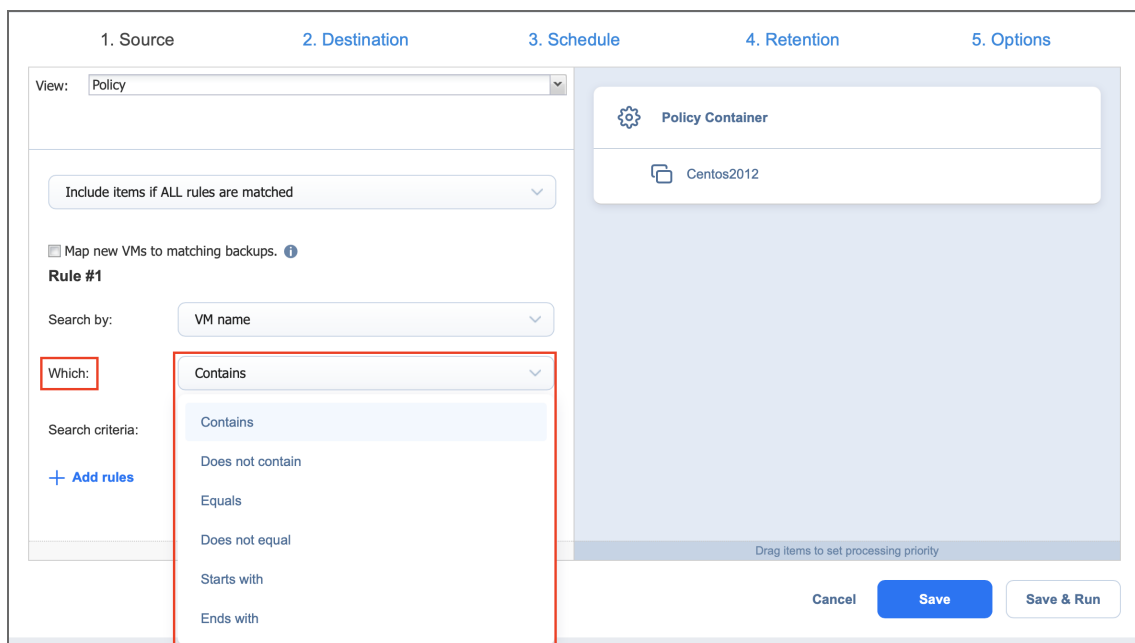 1. Source
2. Destination
3. Schedule
4. Retention
5. Options
View:
Policy
Policy Container
Centos2012
Include items if ALL rules are matched
Map new VMs to matching backups.
Rule #1
Search by:
VM name
Which:
Contains
Contains
Search criteria:
Does not contain
Add rules
Equals
Does not equal
Starts with
Ends with
Drag items to set processing priority
Cancel
Save
Save & Run